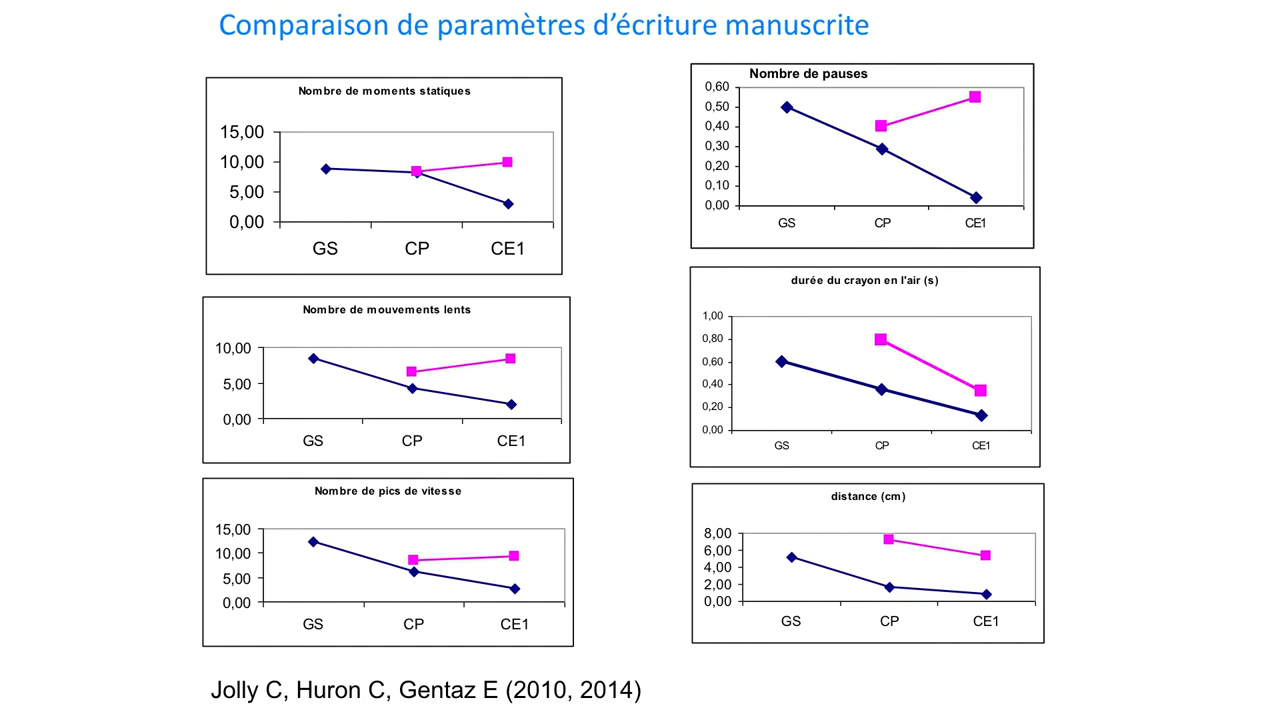 Comparaison de paramètres d’écriture manuscrite
Nombre de moments statiques
15,00
10,00
5,00
0,00
GS CP CE1
Nombre de pauses
0,60
0,50
0,40
0,30
0,20
0,10
0,00
GS CP CE1
Nombre de mouvements lents
10,00
5,00
0,00
GS CP CE1
durée du crayon en l'air (s)
1,00
0,80
0,60
0,40
0,20
0,00
GS CP CE1
Nombre de pics de vitesse
15,00
10,00
5,00
0,00
GS CP CE1
distance (cm)
8,00
6,00
4,00
2,00
0,00
GS CP CE1
Jolly C, Huron C, Gentaz E (2010, 2014)